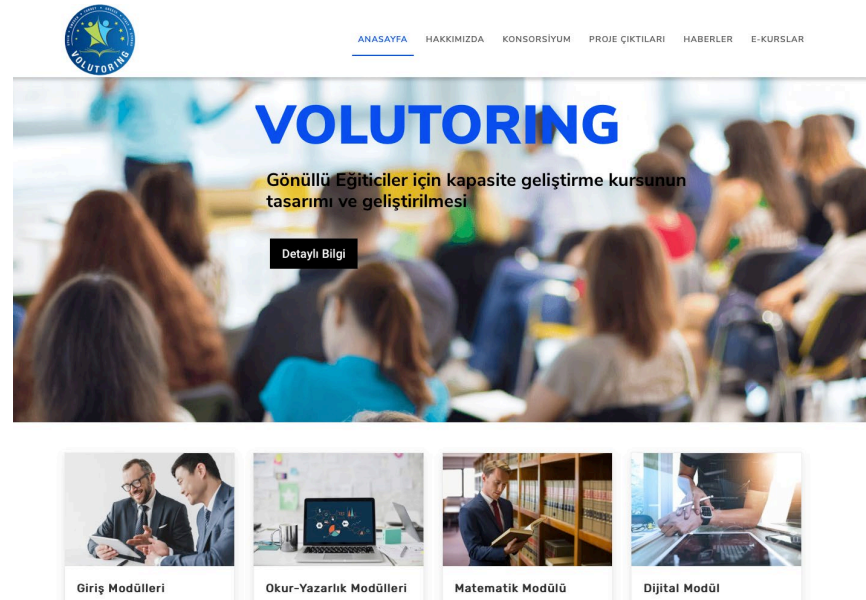 VOLUTORING
ANASAYFA HAKKIMIZDA KONSORSİYUM PROJE ÇIKTILARI HABERLER E-KURSLAR
VOLUTORING
Gönüllü Eğiticiler için kapasite geliştirme kursunun
tasarımı ve geliştirilmesi
Detaylı Bilgi
Giriş Modülleri Okur-Yazarlık Modülleri Matematik Modülü Dijital Modül